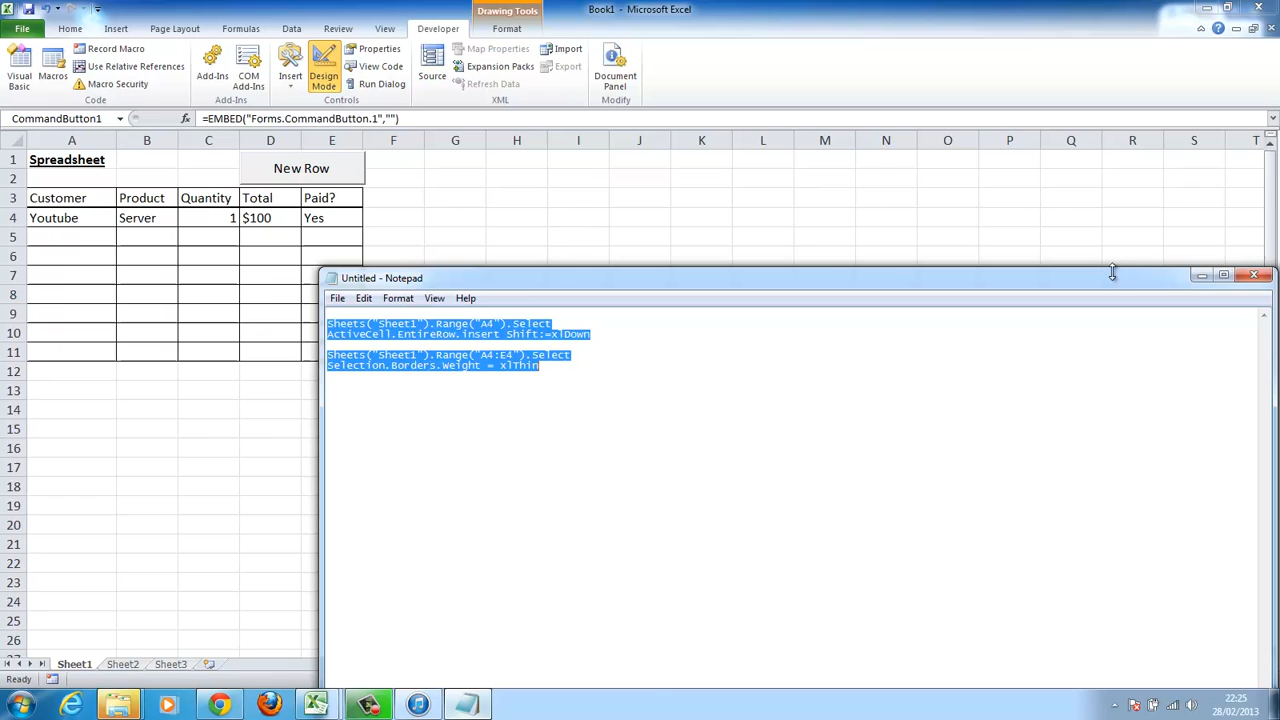 Drawing Tools
Book1 - Microsoft Excel
File Home Insert Page Layout Formulas Data Review View Developer Format
Visual Basic
Macros
Record Macro
Use Relative References
Macro Security
Code
Add-Ins
COM Add-Ins
Add-Ins
Insert
Design Mode
Properties
View Code
Run Dialog
Controls
Source
Map Properties
Expansion Packs
Refresh Data
Import
Export
XML
Document Panel
Modify
CommandButton1 fx =EMBED("Forms.CommandButton.1","")
A B C D E F G H I J K L M N O P Q R S T
1 Spreadsheet
New Row
2
3 Customer Product Quantity Total Paid?
4 Youtube Server 1 $100 Yes
5
6
7
8
9
10
11
12
13
14
15
16
17
18
19
20
21
22
23
24
25
26
27
Untitled - Notepad
File Edit Format View Help
Sheets("Sheet1").Range("A4").Select
ActiveCell.EntireRow.insert Shift:=xlDown
Sheets("Sheet1").Range("A4:E4").Select
Selection.Borders.Weight = xlThin
Sheet1 Sheet2 Sheet3
Ready
22:25
28/02/2013